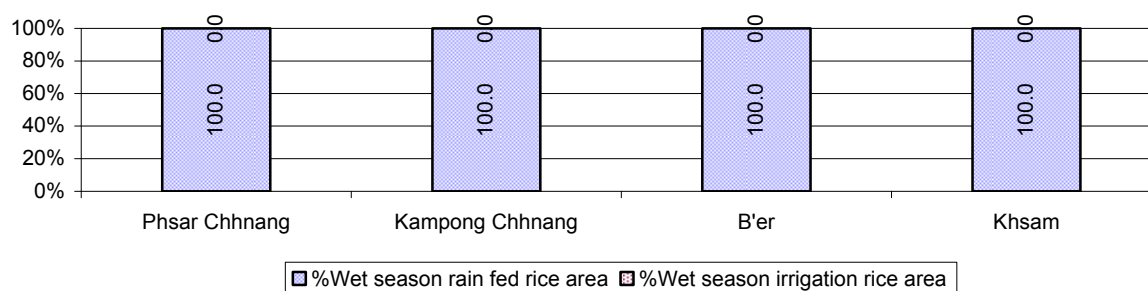 0.0 0.0 0.0 0.0
100%
80%
60%
40%
20%
0%
100.0 100.0 100.0 100.0
Phsar Chhnang Kampong Chhnang B'er Khsam
%Wet season rain fed rice area %Wet season irrigation rice area